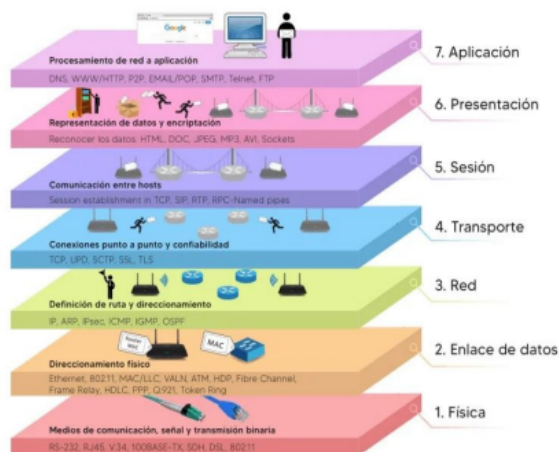 Google
Procesamiento de red a aplicación
DNS, WWW/HTTP, P2P, EMAIL/POP, SMTP, Telnet, FTP
7. Aplicación
Representación de datos y encriptación
Reconocer los datos: HTML, DOC, JPEG, MP3, AVI, Sockets
6. Presentación
Comunicación entre hosts
Session establishment in TCP, SIP, RTP, RPC-Named pipes
5. Sesión
Conexiones punto a punto y confiabilidad
TCP, UPD, SCTP, SSL, TLS
4. Transporte
Definición de ruta y direccionamiento
IP, ARP, IPsec, ICMP, IGMP, OSPF
3. Red
MAC
MAC
Direccionamiento físico
Ethernet, 802.11, MAC/LLC, VALN, ATM, HDP, Fibre Channel,
Frame Relay, HDLC, PPP, Q.921, Token Ring
2. Enlace de datos
Medios de comunicación, señal y transmisión binaria
RS-232, RJ45, V.34, 100BASE-TX, SDH, DSL, 802.11
1. Física